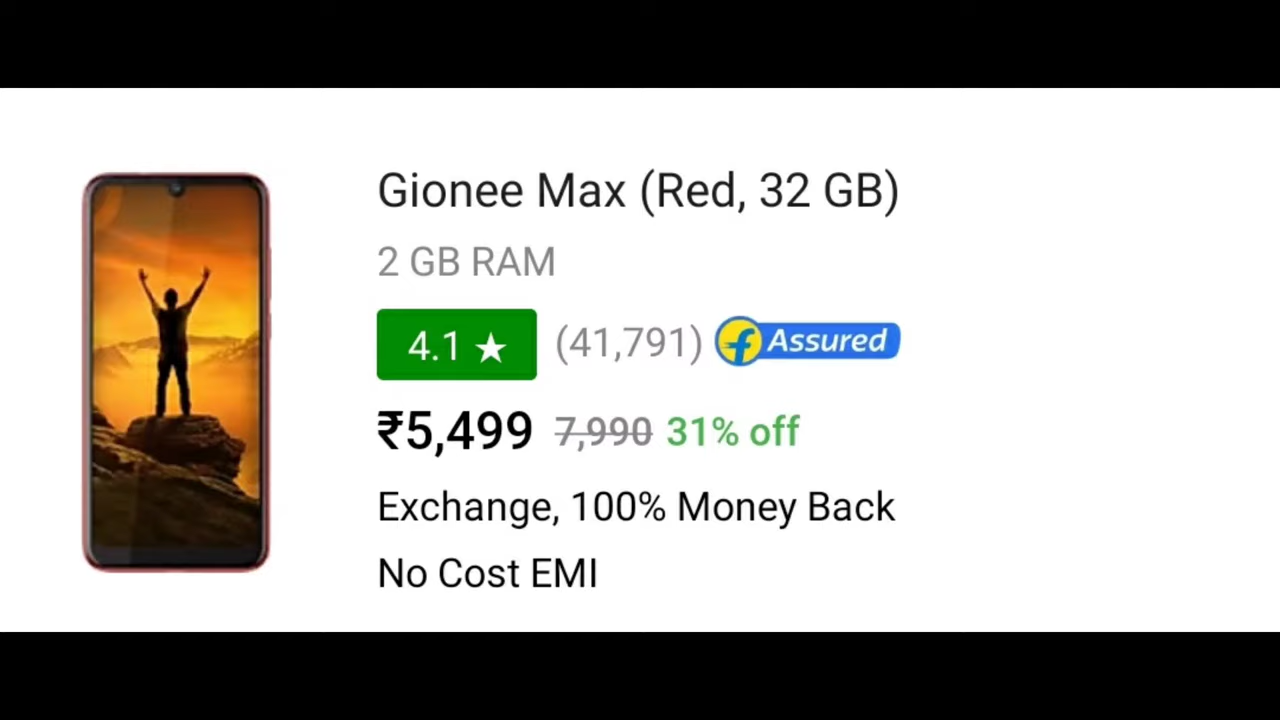 Gionee Max (Red, 32 GB)
2 GB RAM
4.1 ★ (41,791) f Assured
₹5,499 7,990 31% off
Exchange, 100% Money Back
No Cost EMI